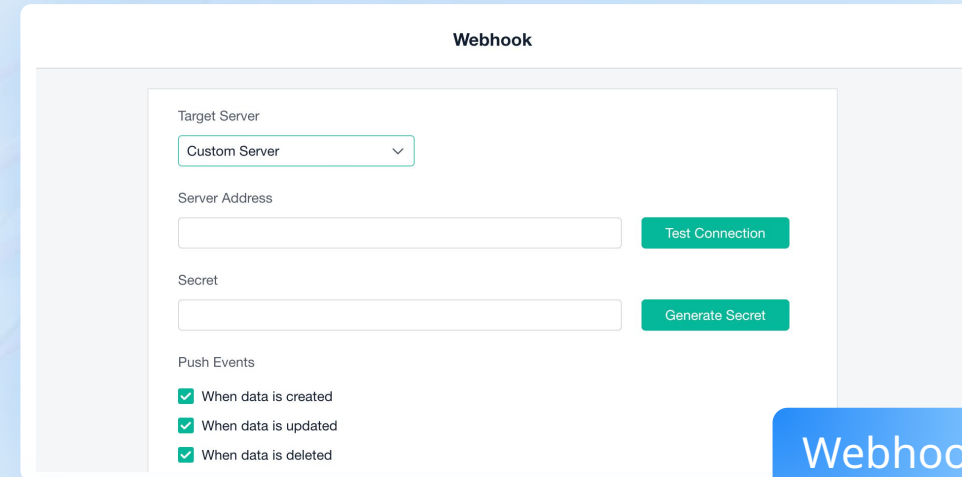 Webhook
Target Server
Custom Server
Server Address
Test Connection
Secret
Generate Secret
Push Events
When data is created
When data is updated
When data is deleted